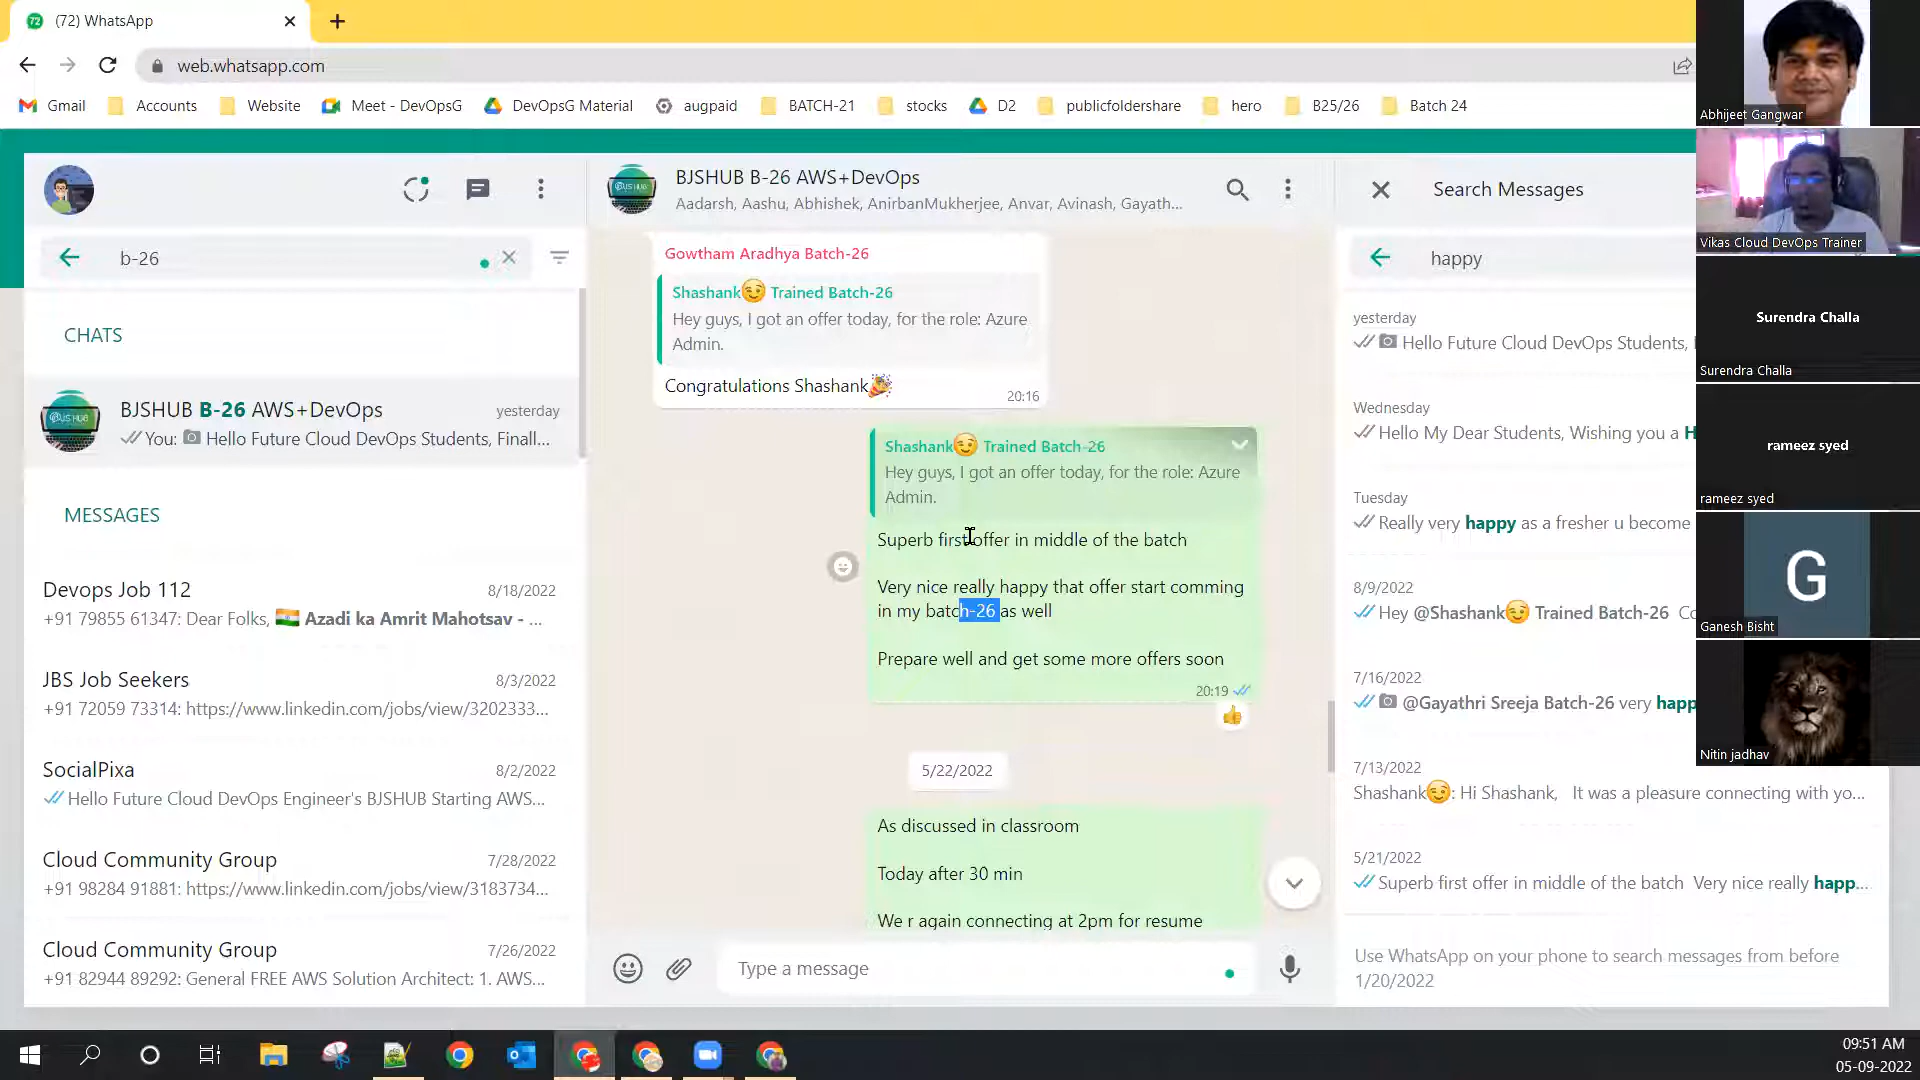 (72) WhatsApp
web.whatsapp.com
Gmail
Accounts
Website
Meet - DevOpsG
DevOpsG Material
augpaid
BATCH-21
stocks
D2
publicfoldershare
hero
B25/26
Batch 24
b-26
CHATS
BJSHUB B-26 AWS+DevOps
yesterday
You: Hello Future Cloud DevOps Students, Finall...
MESSAGES
Devops Job 112
8/18/2022
+91 79855 61347: Dear Folks, 🇮🇳 Azadi ka Amrit Mahotsav - ...
JBS Job Seekers
8/3/2022
+91 72059 73314: https://www.linkedin.com/jobs/view/3202333...
SocialPixa
8/2/2022
Hello Future Cloud DevOps Engineer's BJSHUB Starting AWS...
Cloud Community Group
7/28/2022
+91 98284 91881: https://www.linkedin.com/jobs/view/3183734...
Cloud Community Group
7/26/2022
+91 82944 89292: General FREE AWS Solution Architect: 1. AWS...
BJSHUB B-26 AWS+DevOps
Aadarsh, Aashu, Abhishek, AnirbanMukherjee, Anvar, Avinash, Gayath...
Gowtham Aradhya Batch-26
Shashank😉 Trained Batch-26
Hey guys, I got an offer today, for the role: Azure
Admin.
Congratulations Shashank🎉
20:16
Shashank😉 Trained Batch-26
Hey guys, I got an offer today, for the role: Azure
Admin.
Superb first offer in middle of the batch
Very nice really happy that offer start comming
in my batch-26 as well
Prepare well and get some more offers soon
20:19
👍
5/22/2022
As discussed in classroom
Today after 30 min
We r again connecting at 2pm for resume
Type a message
Search Messages
happy
yesterday
Hello Future Cloud DevOps Students,
Wednesday
Hello My Dear Students, Wishing you a H
Tuesday
Really very happy as a fresher u become
8/9/2022
Hey @Shashank😉 Trained Batch-26 Co
7/16/2022
@Gayathri Sreeja Batch-26 very happ
7/13/2022
Shashank😉: Hi Shashank, It was a pleasure connecting with yo...
5/21/2022
Superb first offer in middle of the batch Very nice really happ...
Use WhatsApp on your phone to search messages from before
1/20/2022
Abhijeet Gangwar
Vikas Cloud DevOps Trainer
Surendra Challa
Surendra Challa
rameez syed
rameez syed
G
Ganesh Bisht
Nitin jadhav
09:51 AM
05-09-2022